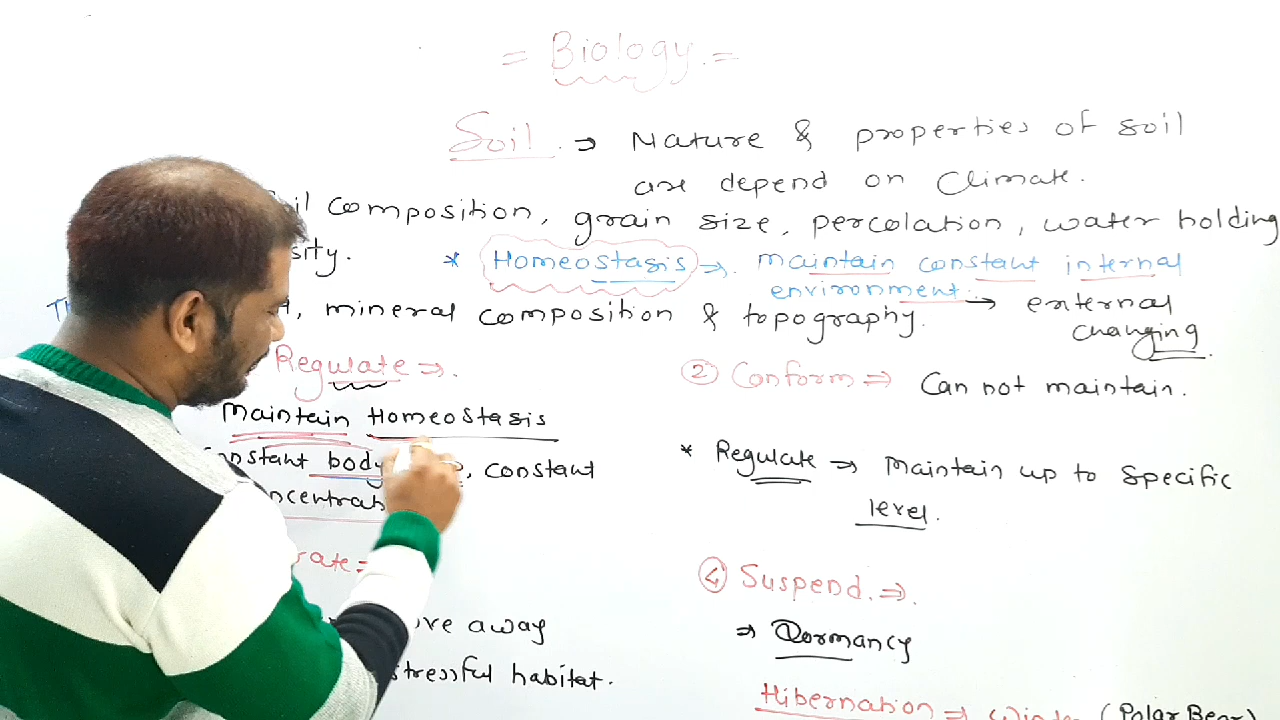 = Biology. =
Soil. → Nature & properties of soil
are depend on Climate.
composition, grain size, percolation, water holding
* Homeostasis → maintain constant internal
environment. → external
changing.
mineral composition & topography.
Regulate ⇒.
Maintain Homeostasis
Constant body , constant
② Conform ⇒ Can not maintain.
* Regulate ⇒ Maintain up to Specific
level.
away
stressful habitat.
④ Suspend. ⇒.
⇒ Dormancy
Hibernation ⇒ (Polar Bear)